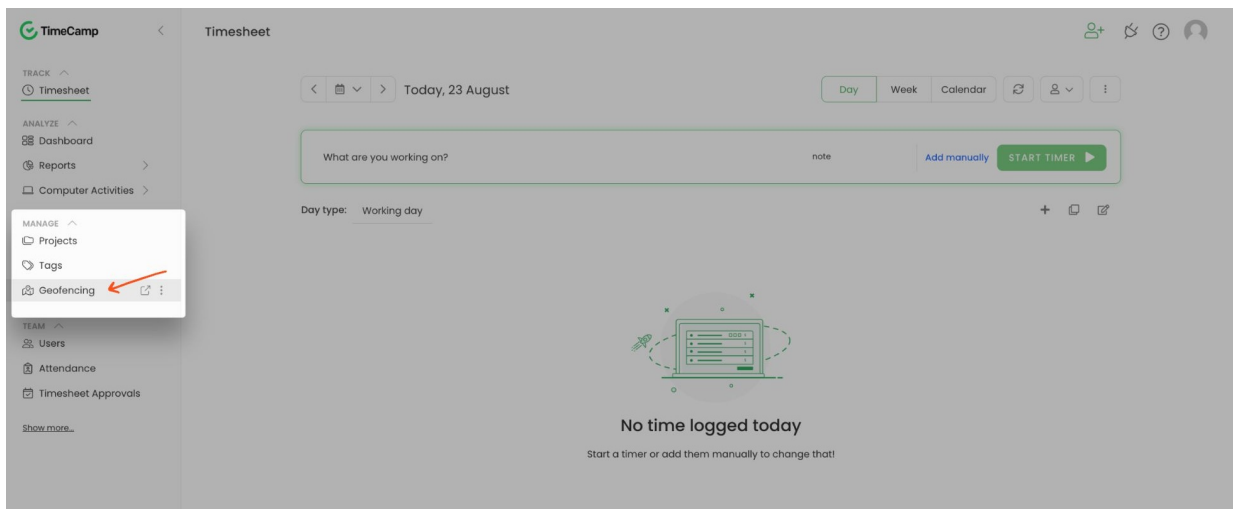 TimeCamp
Timesheet
TRACK
Timesheet
Today, 23 August
Day
Week
Calendar
ANALYZE
Dashboard
Reports
Computer Activities
What are you working on?
note
Add manually
START TIMER
MANAGE
Projects
Tags
Geofencing
Day type: Working day
TEAM
Users
Attendance
Timesheet Approvals
Show more...
No time logged today
Start a timer or add them manually to change that!